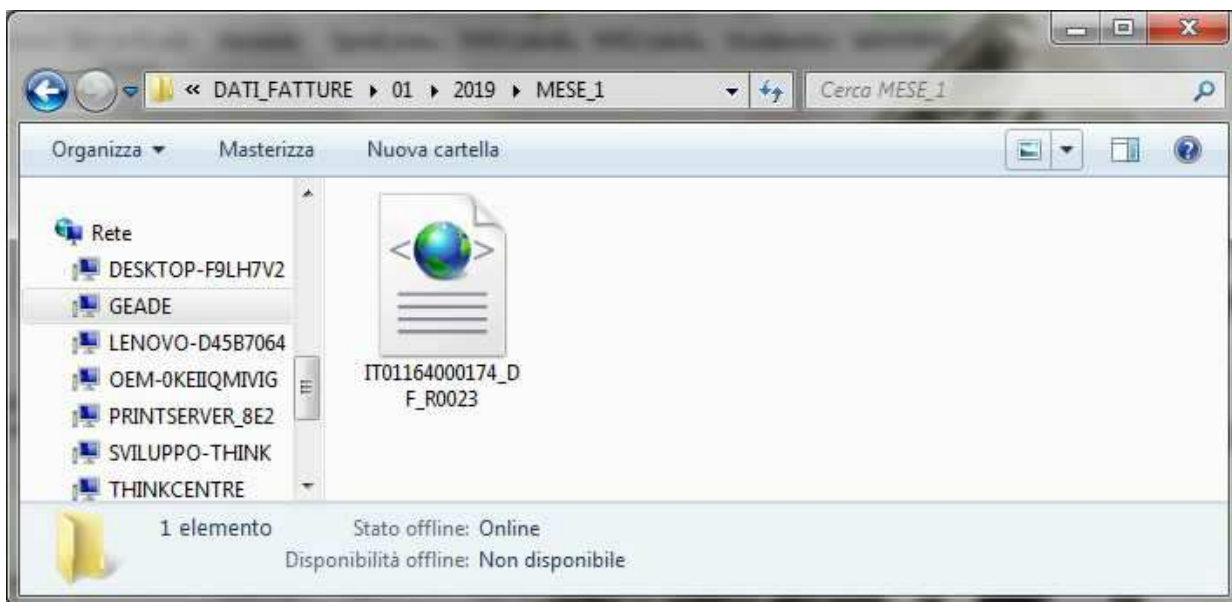 « DATI_FATTURE ▸ 01 ▸ 2019 ▸ MESE_1
Cerca MESE_1
Organizza Masterizza Nuova cartella
Rete
DESKTOP-F9LH7V2
GEADE
LENOVO-D45B7064
OEM-0KEIIQMIVIG
PRINTSERVER_8E2
SVILUPPO-THINK
THINKCENTRE
IT01164000174_D
F_R0023
1 elemento Stato offline: Online
Disponibilità offline: Non disponibile